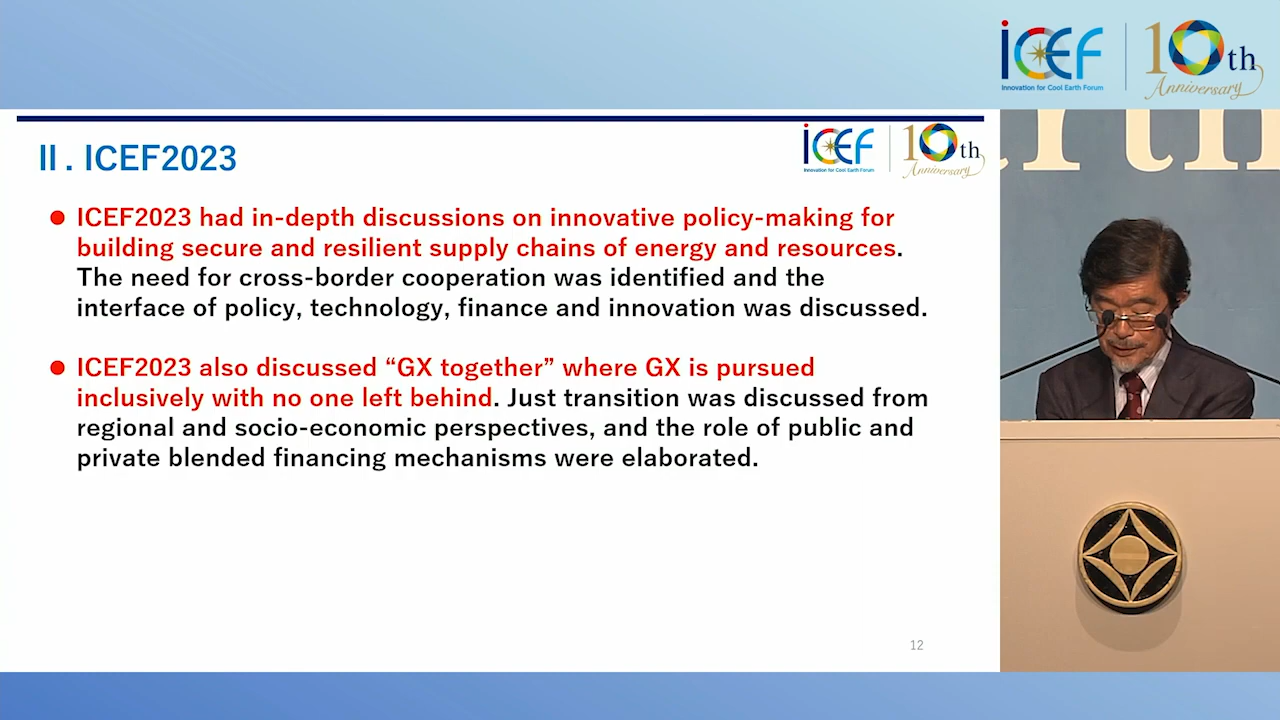 ICEF
Innovation for Cool Earth Forum
10th
Anniversary
II. ICEF2023
ICEF
Innovation for Cool Earth Forum
10th
Anniversary
● ICEF2023 had in-depth discussions on innovative policy-making for
building secure and resilient supply chains of energy and resources.
The need for cross-border cooperation was identified and the
interface of policy, technology, finance and innovation was discussed.
● ICEF2023 also discussed “GX together” where GX is pursued
inclusively with no one left behind. Just transition was discussed from
regional and socio-economic perspectives, and the role of public and
private blended financing mechanisms were elaborated.
12